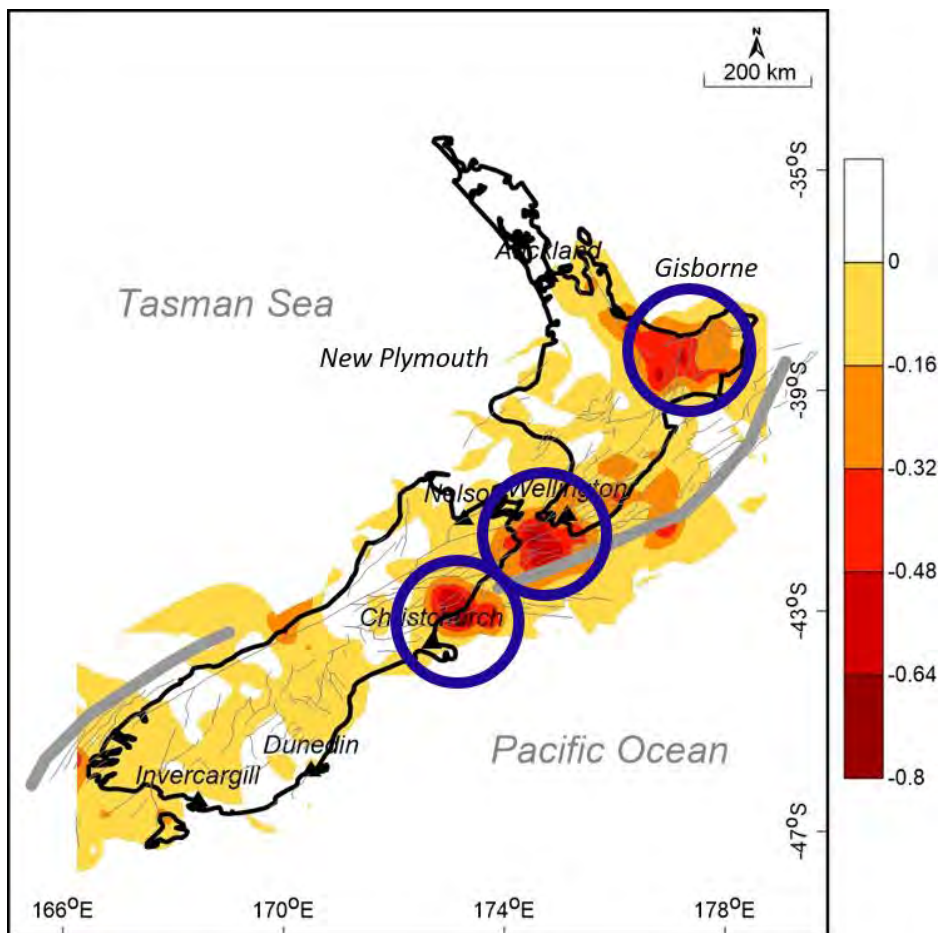 N
200 km
-35°S
Auckland
Gisborne
0
Tasman Sea
New Plymouth
-0.16
-39°S
-0.32
Nelson
Wellington
-0.48
Christchurch
-43°S
-0.64
Dunedin
Pacific Ocean
Invercargill
-0.8
-47°S
166°E
170°E
174°E
178°E